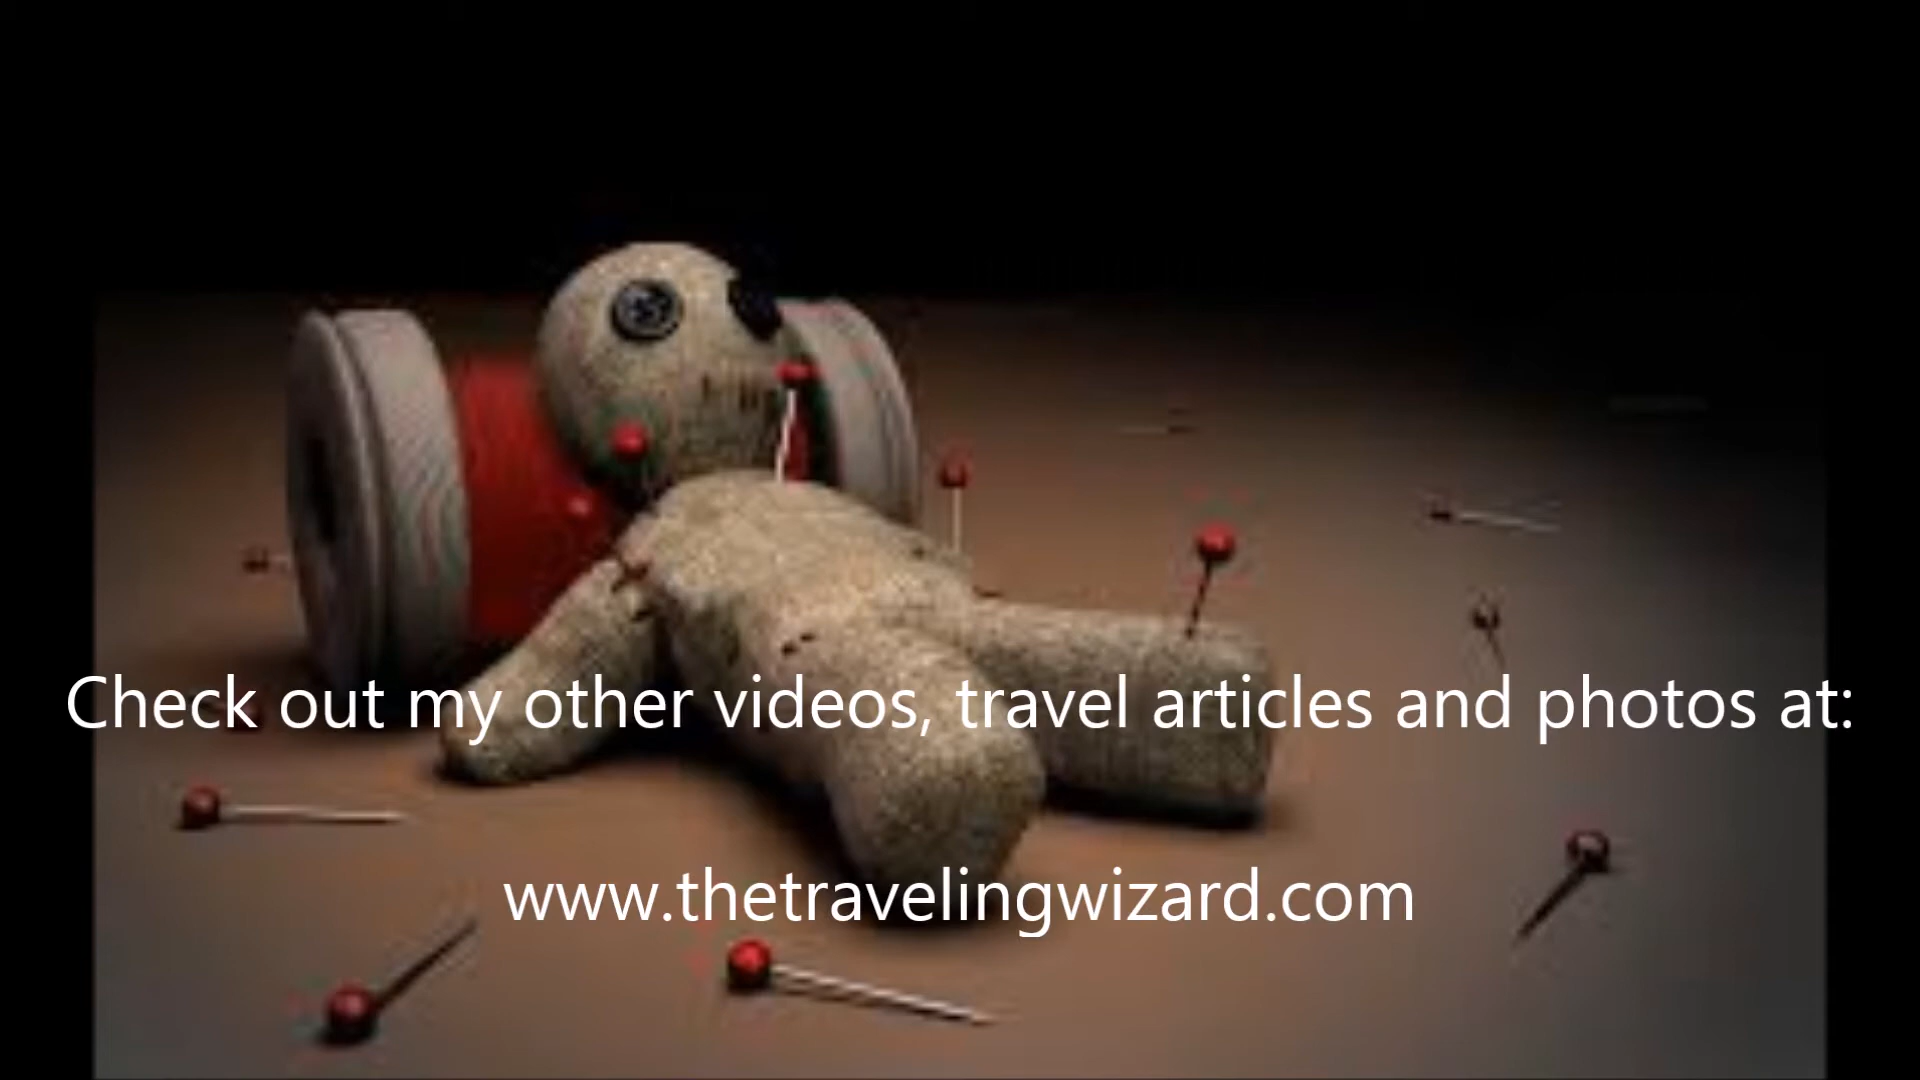 Check out my other videos, travel articles and photos at:
www.thetravelingwizard.com